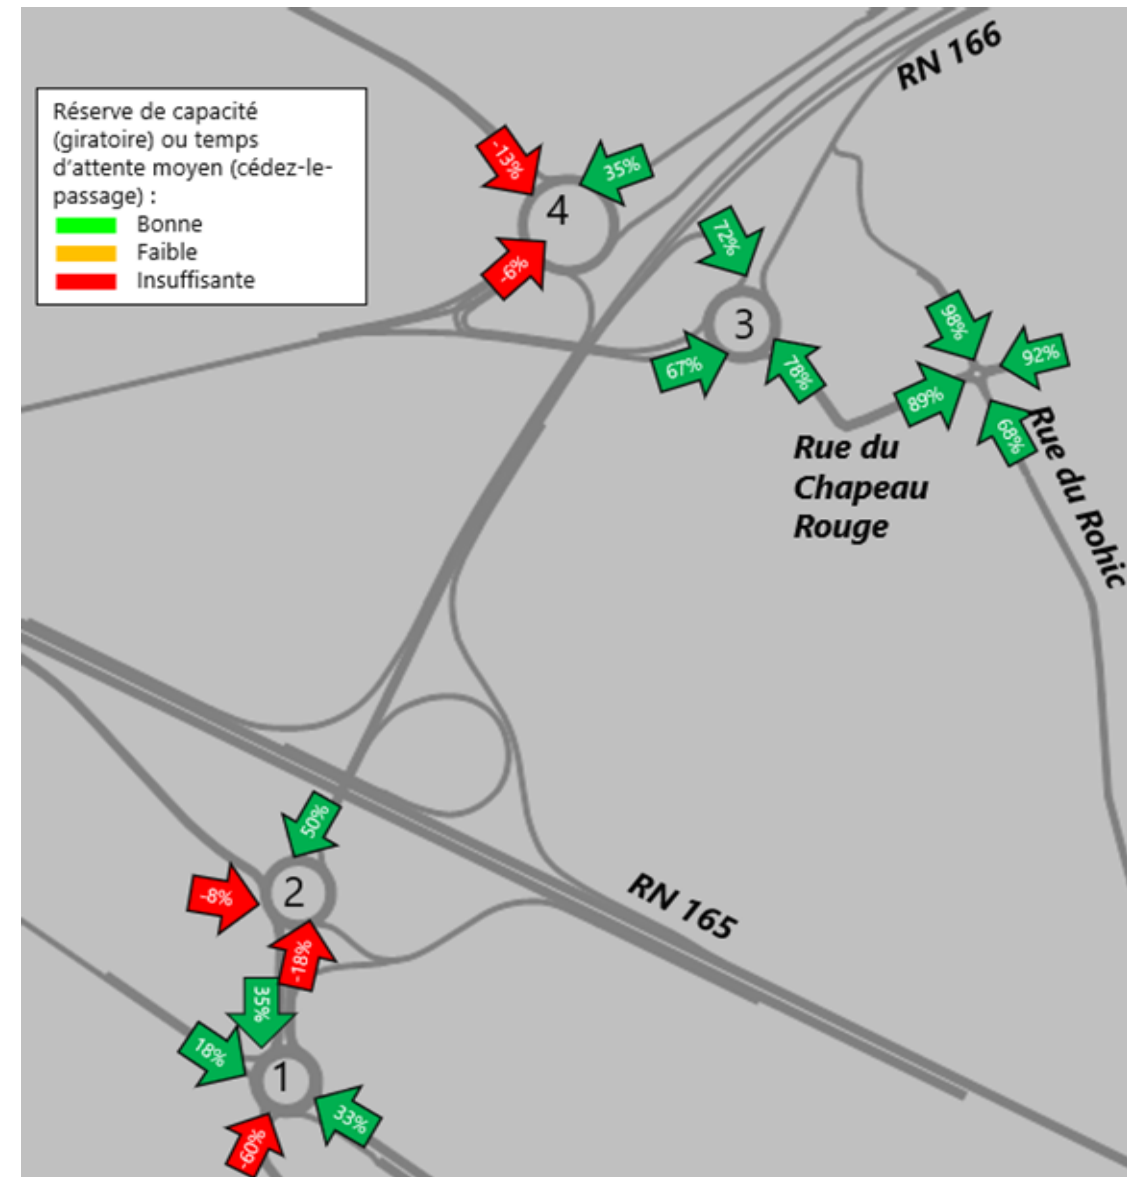 RN 166
Réserve de capacité
(giratoire) ou temps
d'attente moyen (cédez-le-
passage) :
Bonne
Faible
Insuffisante
-13%
35%
4
-6%
72%
3
67%
78%
98%
92%
89%
68%
Rue du
Chapeau
Rouge
Rue du Rohic
50%
2
-8%
RN 165
-18%
35%
18%
1
33%
-60%